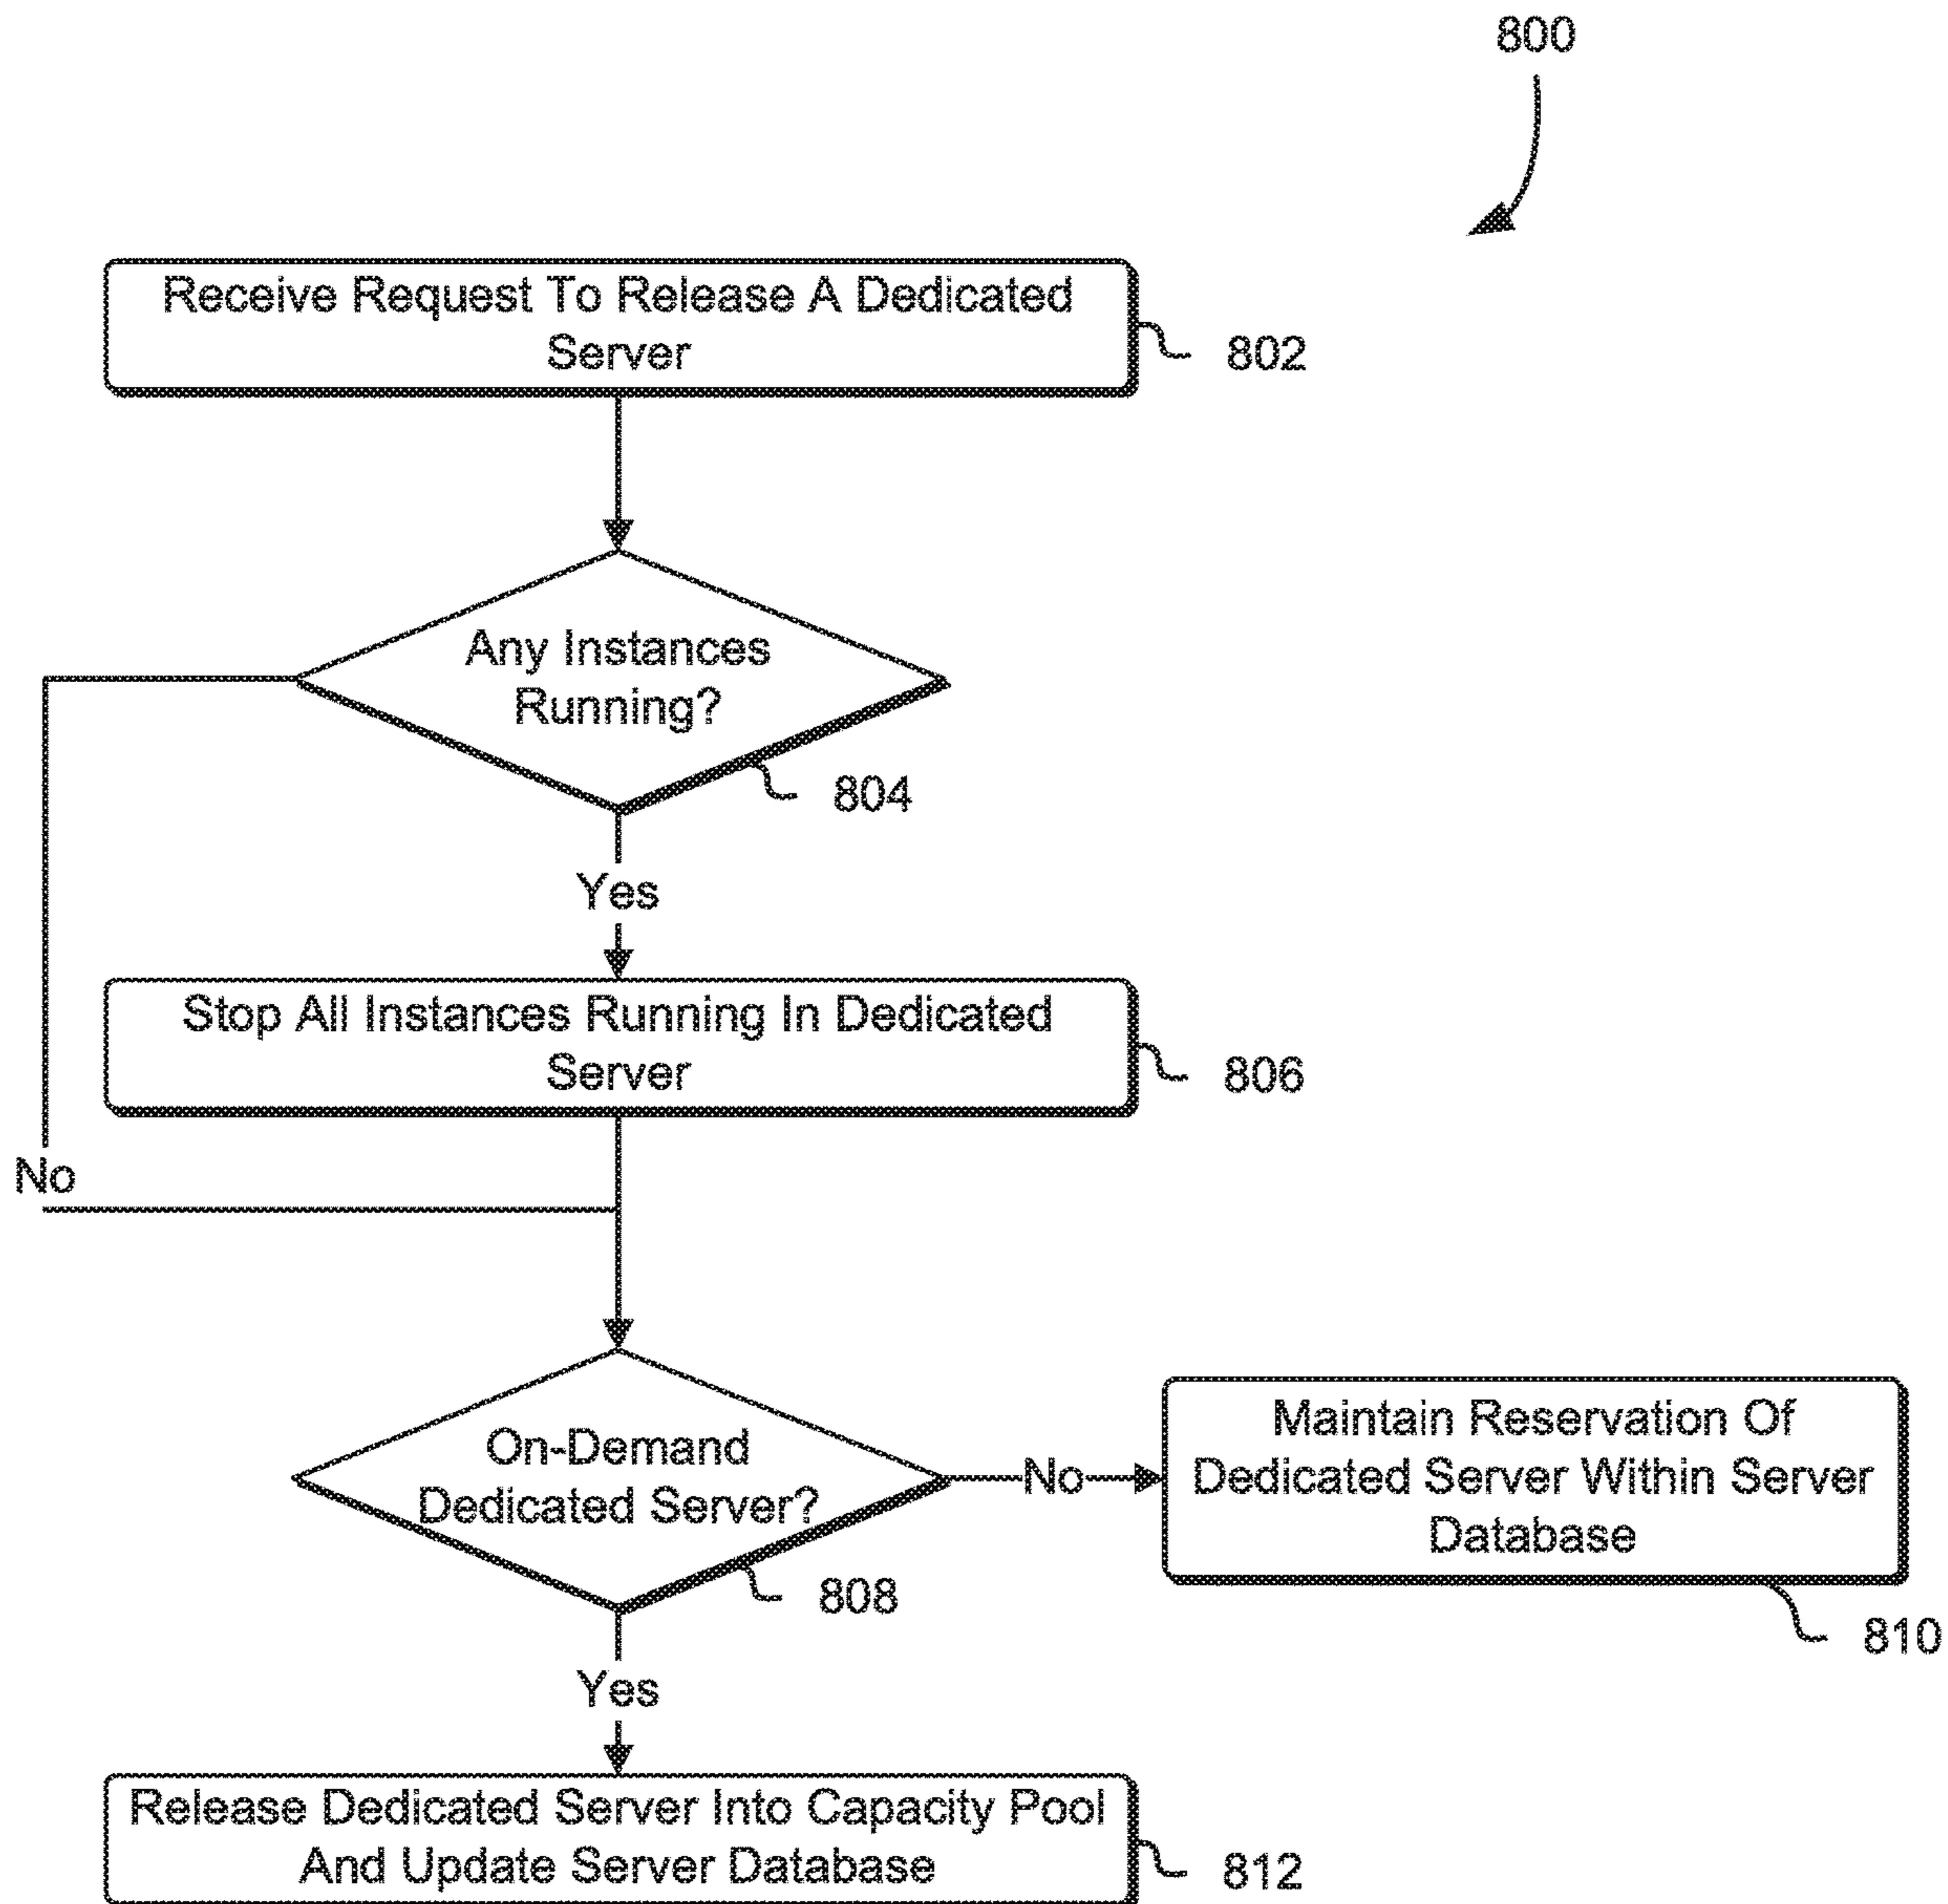 800
Receive Request To Release A Dedicated
Server
802
Any Instances
Running?
804
Yes
Stop All Instances Running In Dedicated
Server
806
No
On-Demand
Dedicated Server?
808
No
Maintain Reservation Of
Dedicated Server Within Server
Database
810
Yes
Release Dedicated Server Into Capacity Pool
And Update Server Database
812